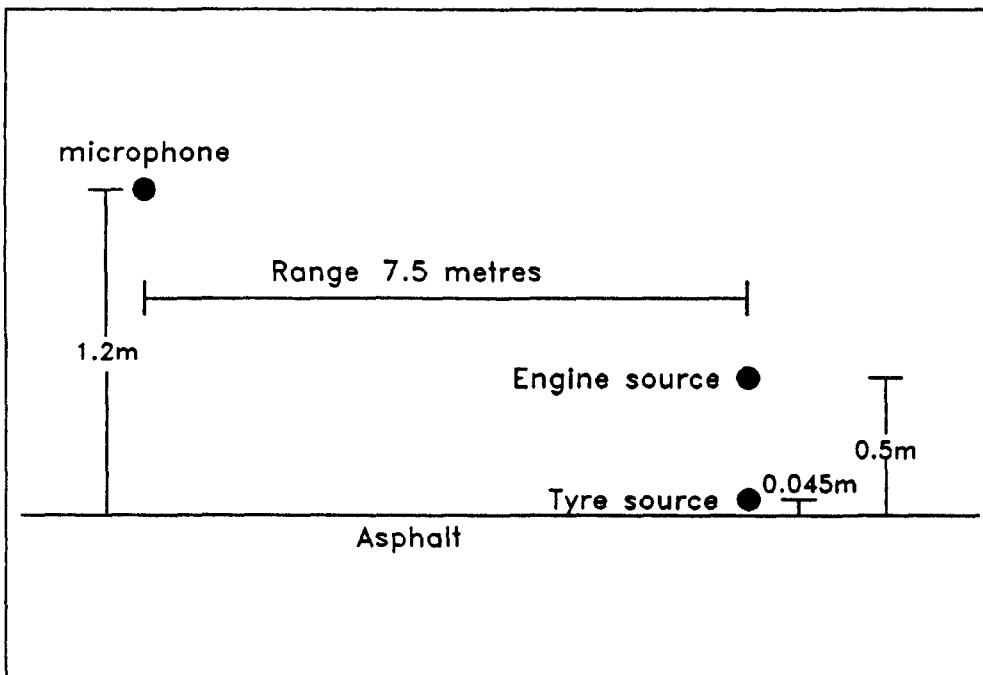 microphone
Range 7.5 metres
1.2m
Engine source
0.5m
0.045m
Tyre source
Asphalt